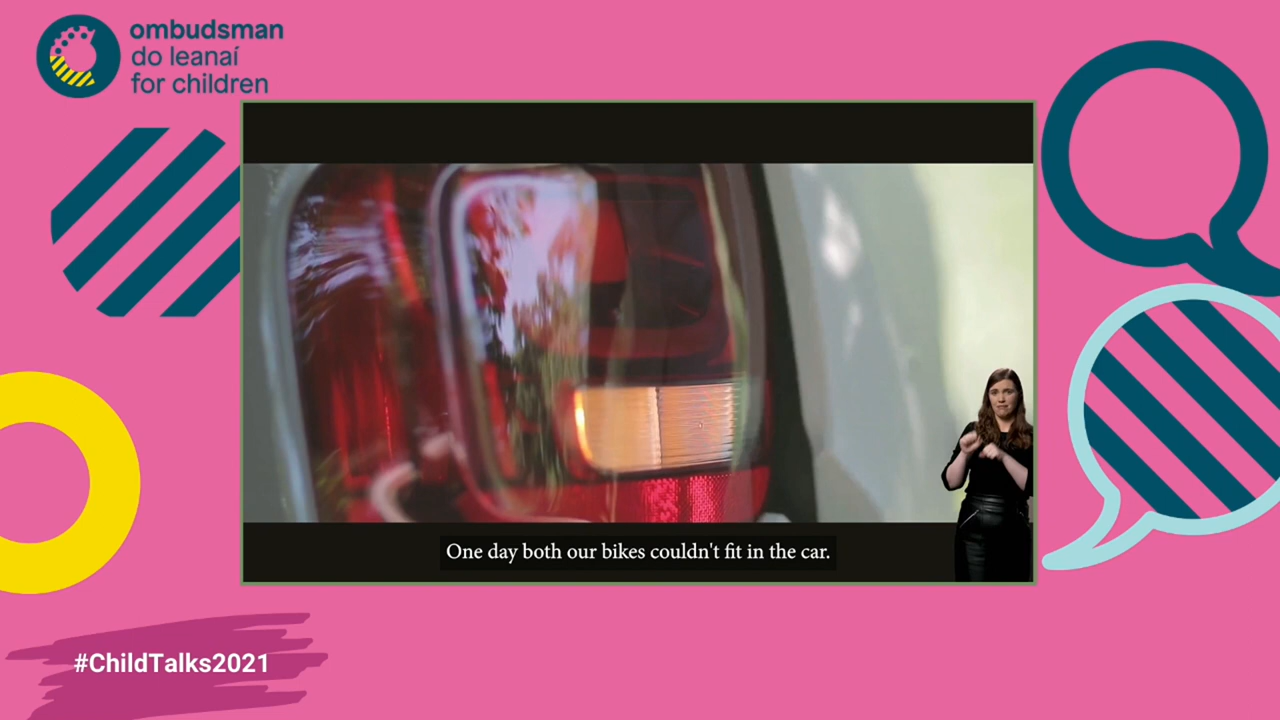 ombudsman
do leanaí
for children
One day both our bikes couldn't fit in the car.
#ChildTalks2021